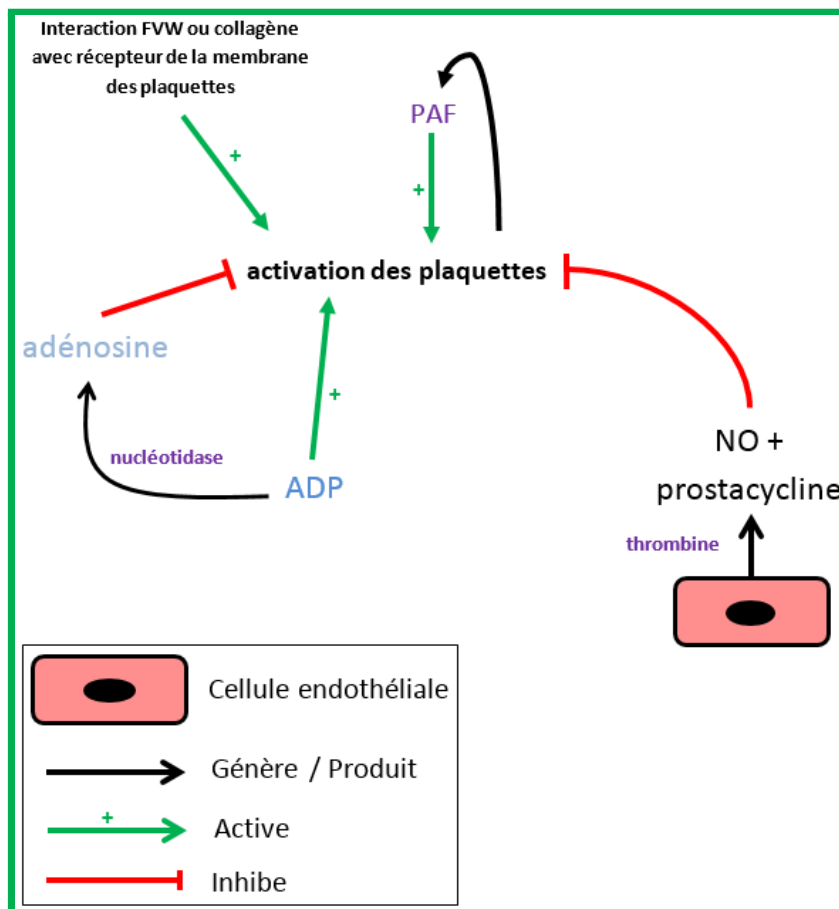 Interaction FVW ou collagène
avec récepteur de la membrane
des plaquettes
+
PAF
+
activation des plaquettes
adénosine
+
nucléotidase
ADP
NO +
prostacycline
thrombine
Cellule endothéliale
Génère / Produit
+
Active
Inhibe